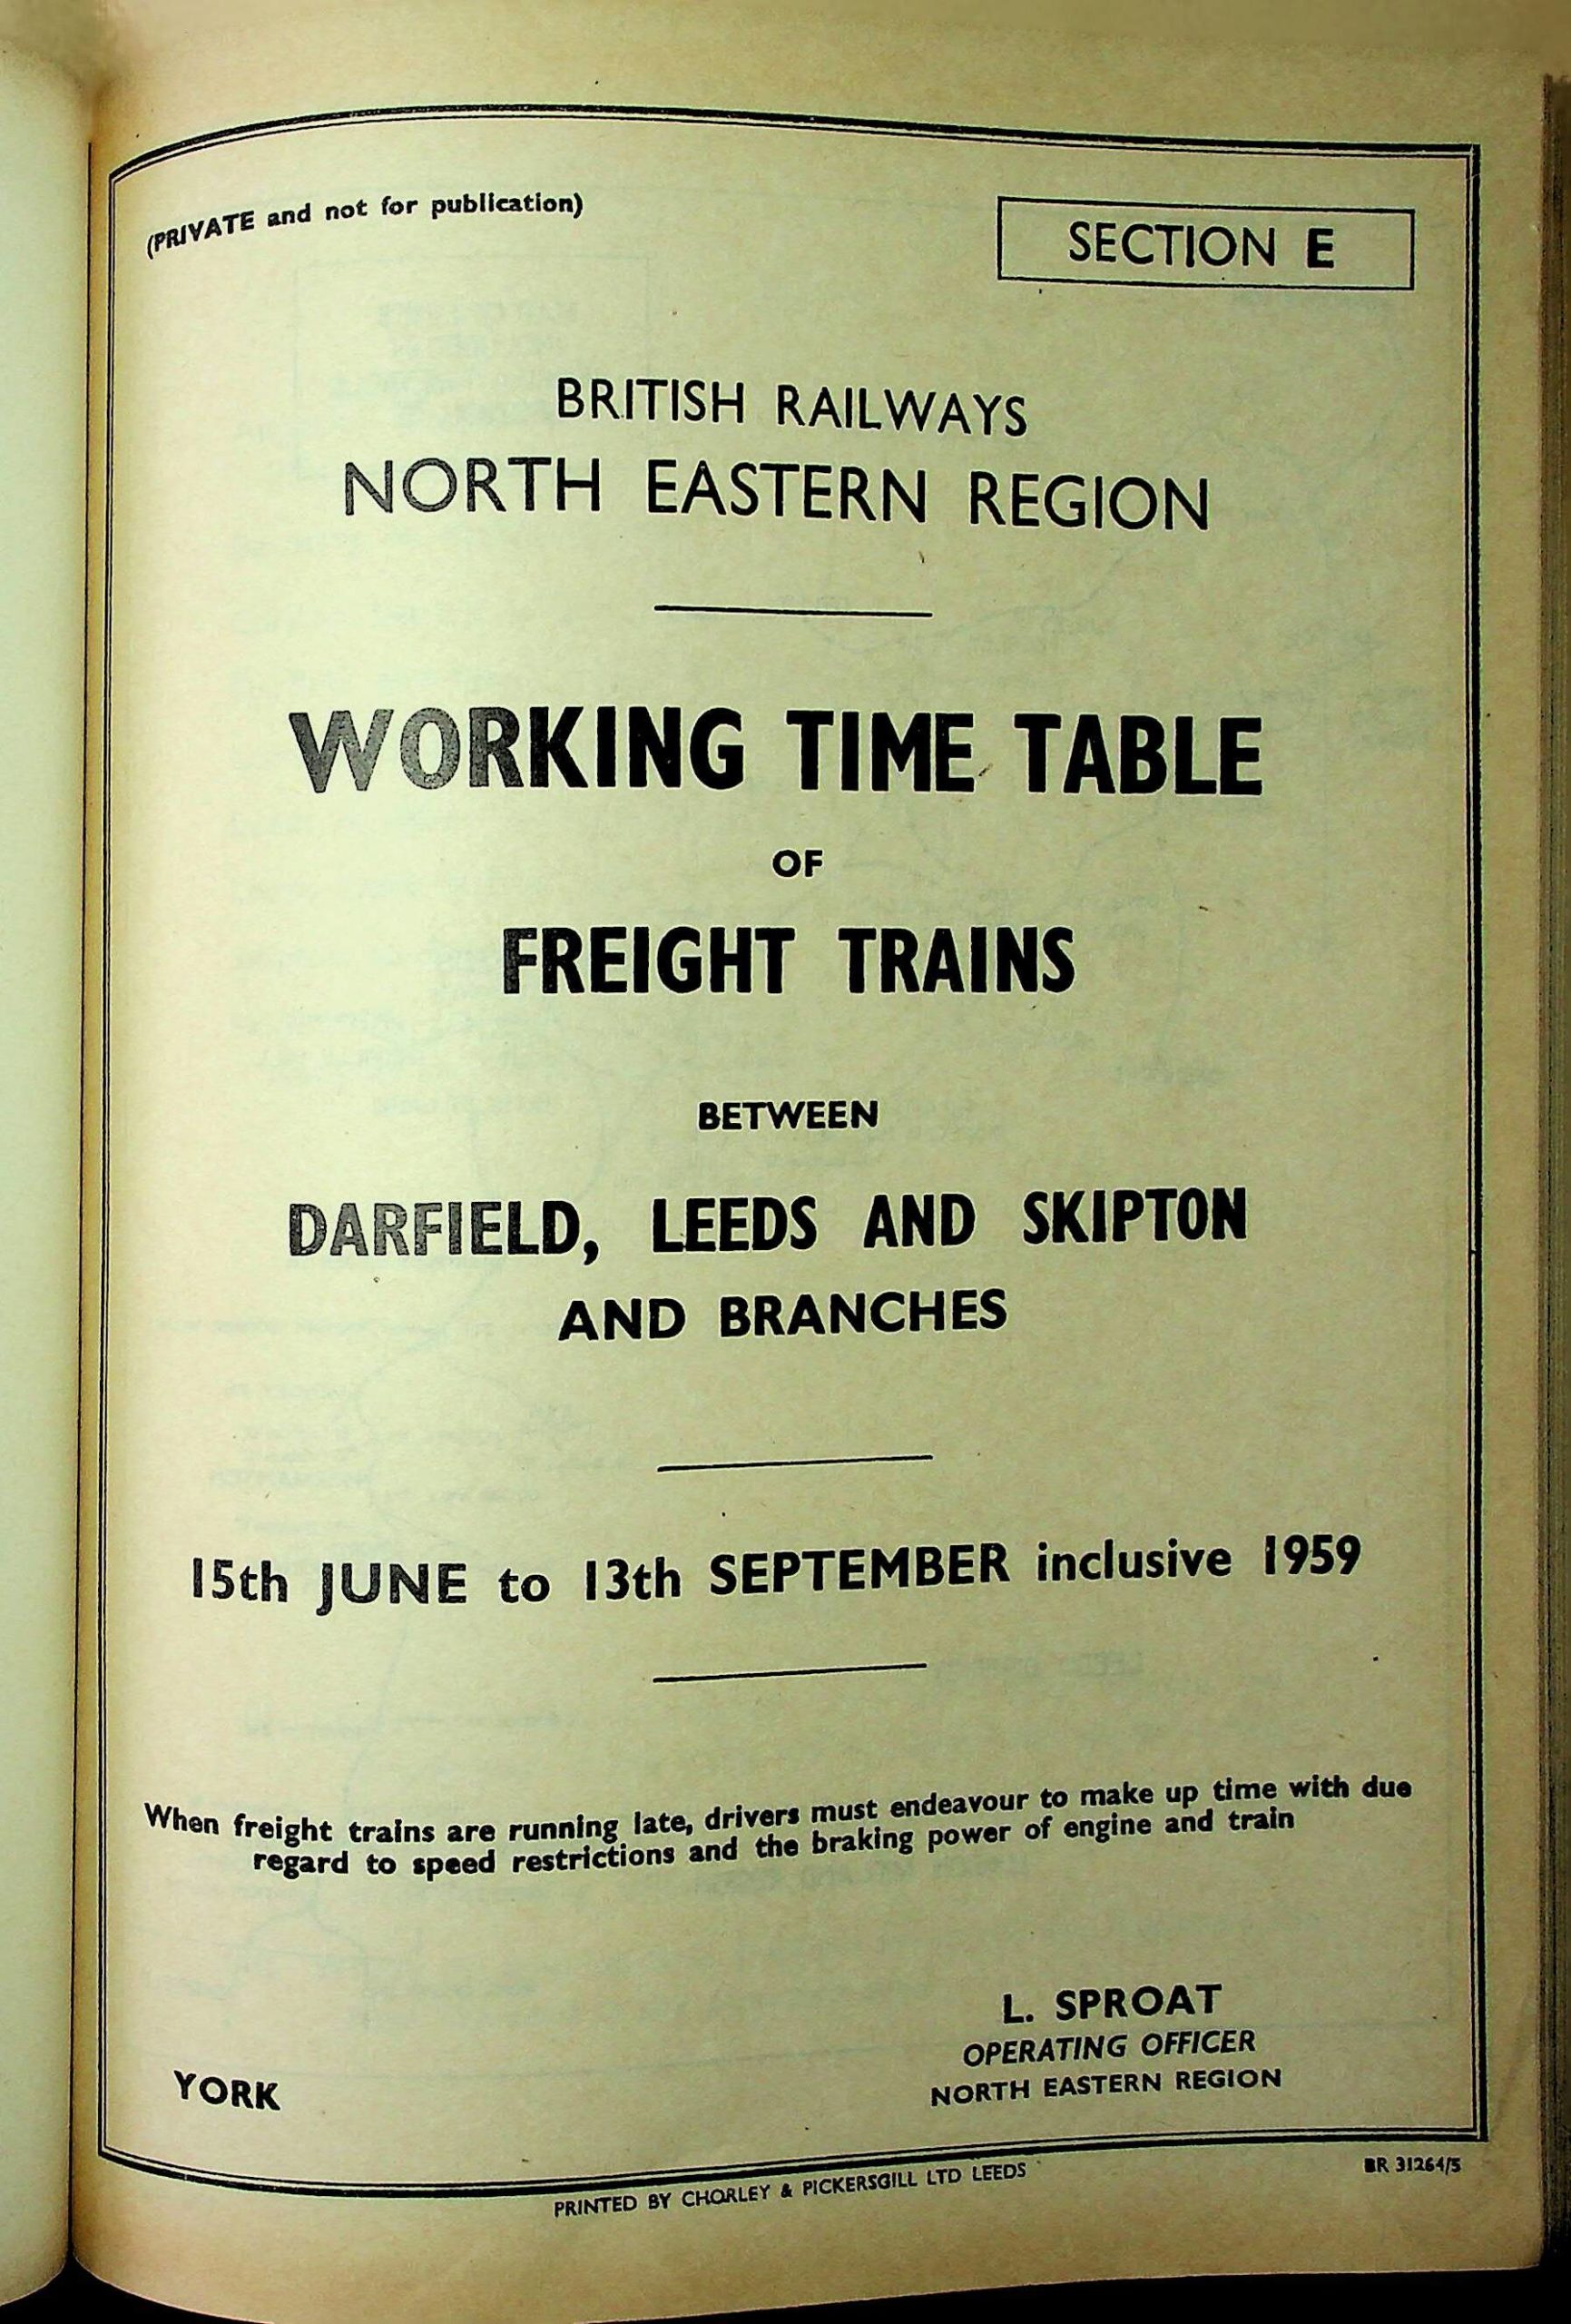 (PRIVATE and not for publication)
SECTION E
BRITISH RAILWAYS
NORTH EASTERN REGION
WORKING TIME TABLE
OF
FREIGHT TRAINS
BETWEEN
DARFIELD, LEEDS AND SKIPTON
AND BRANCHES
15th JUNE to 13th SEPTEMBER inclusive 1959
When freight trains are running late, drivers must endeavour to make up time with due
regard to speed restrictions and the braking power of engine and train
L. SPROAT
OPERATING OFFICER
NORTH EASTERN REGION
YORK
PRINTED BY CHORLEY & PICKERSGILL LTD LEEDS
BR 31264/5